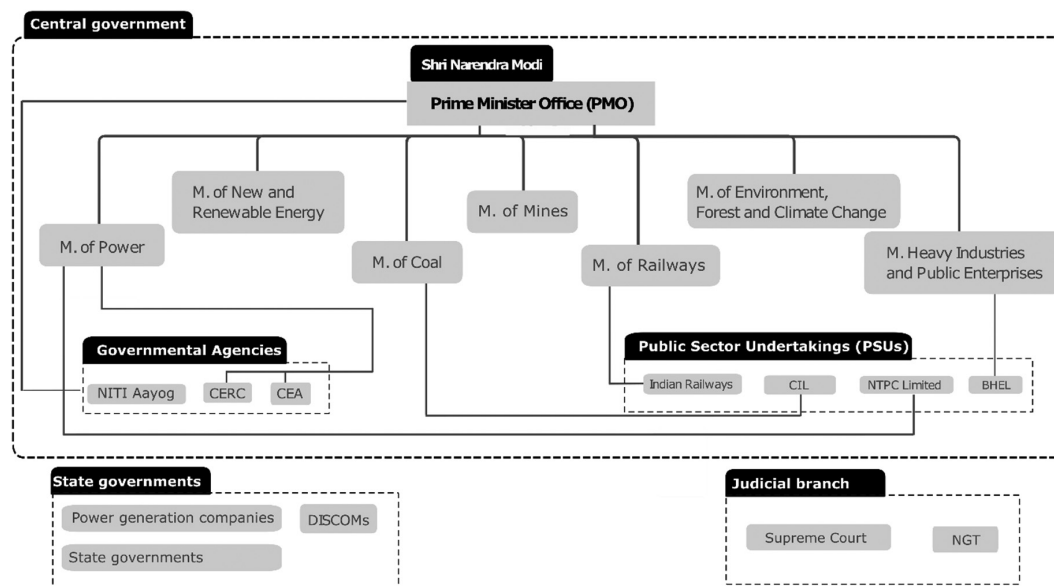 Central government
Shri Narendra Modi
Prime Minister Office (PMO)
M. of New and
Renewable Energy
M. of Mines
M. of Environment,
Forest and Climate Change
M. of Power
M. of Coal
M. of Railways
M. Heavy Industries
and Public Enterprises
Governmental Agencies
NITI Aayog
CERC
CEA
Public Sector Undertakings (PSUs)
Indian Railways
CIL
NTPC Limited
BHEL
State governments
Power generation companies
DISCOMs
State governments
Judicial branch
Supreme Court
NGT